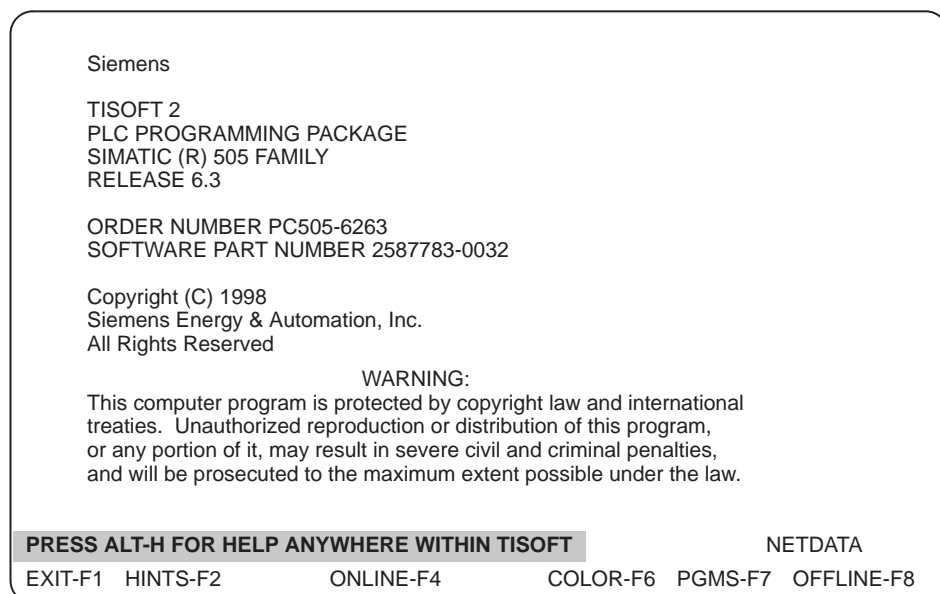 Siemens
TISOFT 2
PLC PROGRAMMING PACKAGE
SIMATIC (R) 505 FAMILY
RELEASE 6.3
ORDER NUMBER PC505-6263
SOFTWARE PART NUMBER 2587783-0032
Copyright (C) 1998
Siemens Energy & Automation, Inc.
All Rights Reserved
WARNING:
This computer program is protected by copyright law and international
treaties.  Unauthorized reproduction or distribution of this program,
or any portion of it, may result in severe civil and criminal penalties,
and will be prosecuted to the maximum extent possible under the law.
PRESS ALT-H FOR HELP ANYWHERE WITHIN TISOFT NETDATA
EXIT-F1 HINTS-F2 ONLINE-F4 COLOR-F6 PGMS-F7 OFFLINE-F8